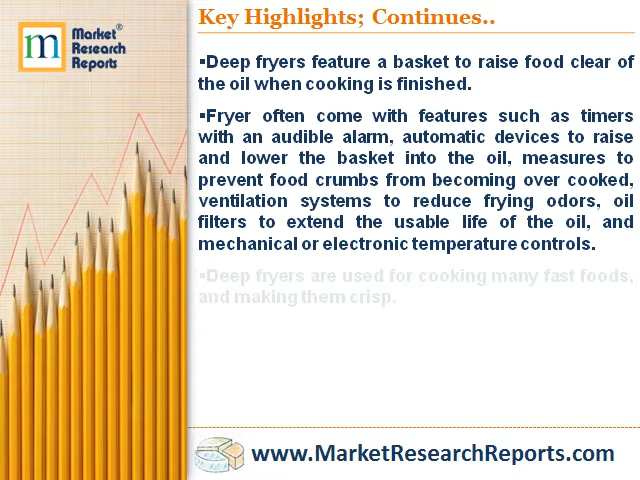 Key Highlights; Continues..
m
Market®
Research
Reports
▪Deep fryers feature a basket to raise food clear of
the oil when cooking is finished.
▪Fryer often come with features such as timers
with an audible alarm, automatic devices to raise
and lower the basket into the oil, measures to
prevent food crumbs from becoming over cooked,
ventilation systems to reduce frying odors, oil
filters to extend the usable life of the oil, and
mechanical or electronic temperature controls.
▪Deep fryers are used for cooking many fast foods,
and making them crisp.
www.MarketResearchReports.com